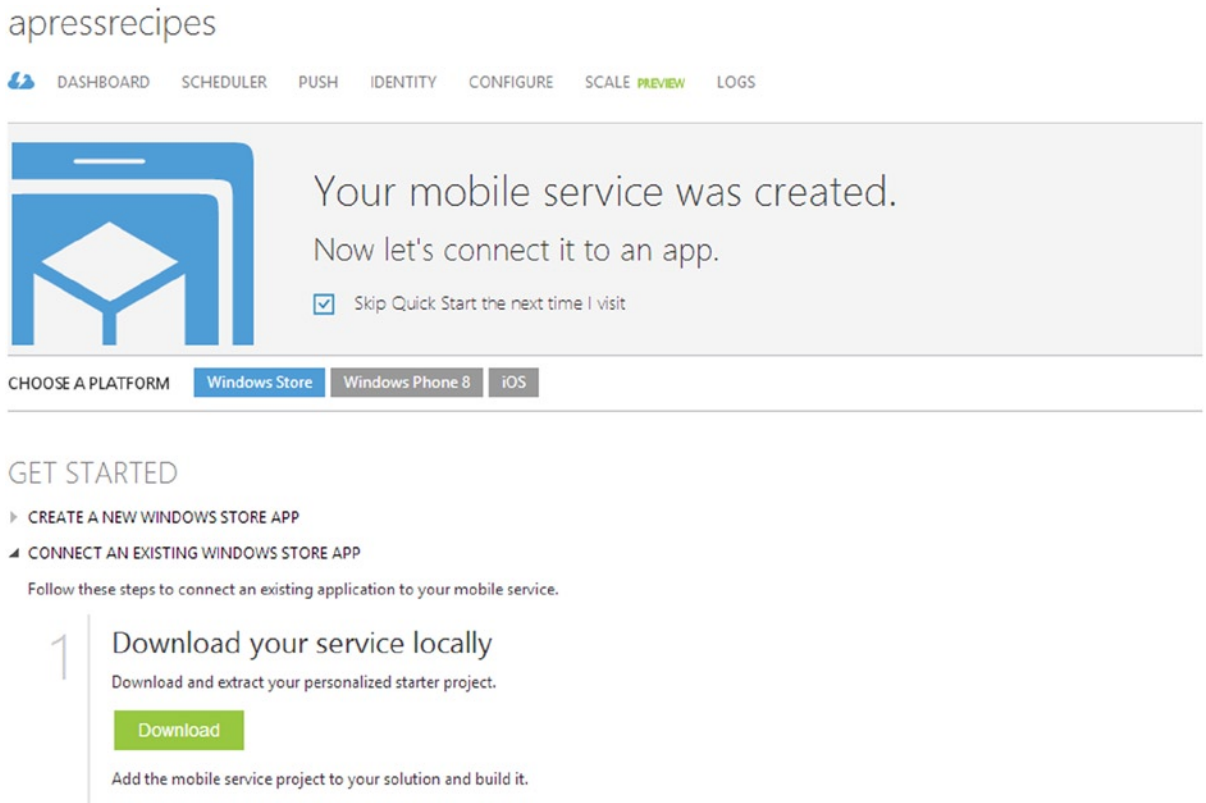 apressrecipes
DASHBOARD SCHEDULER PUSH IDENTITY CONFIGURE SCALE PREVIEW LOGS
Your mobile service was created.
Now let's connect it to an app.
Skip Quick Start the next time I visit
CHOOSE A PLATFORM Windows Store Windows Phone 8 iOS
GET STARTED
CREATE A NEW WINDOWS STORE APP
CONNECT AN EXISTING WINDOWS STORE APP
Follow these steps to connect an existing application to your mobile service.
1 Download your service locally
Download and extract your personalized starter project.
Download
Add the mobile service project to your solution and build it.